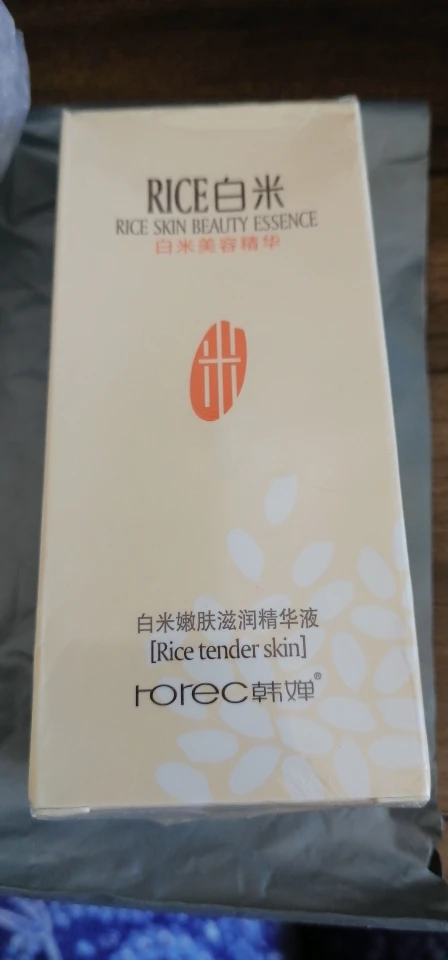 RICE白米
RICE SKIN BEAUTY ESSENCE
白米美容精华
米
白米嫩肤滋润精华液
[Rice tender skin]
rorec韩婵®